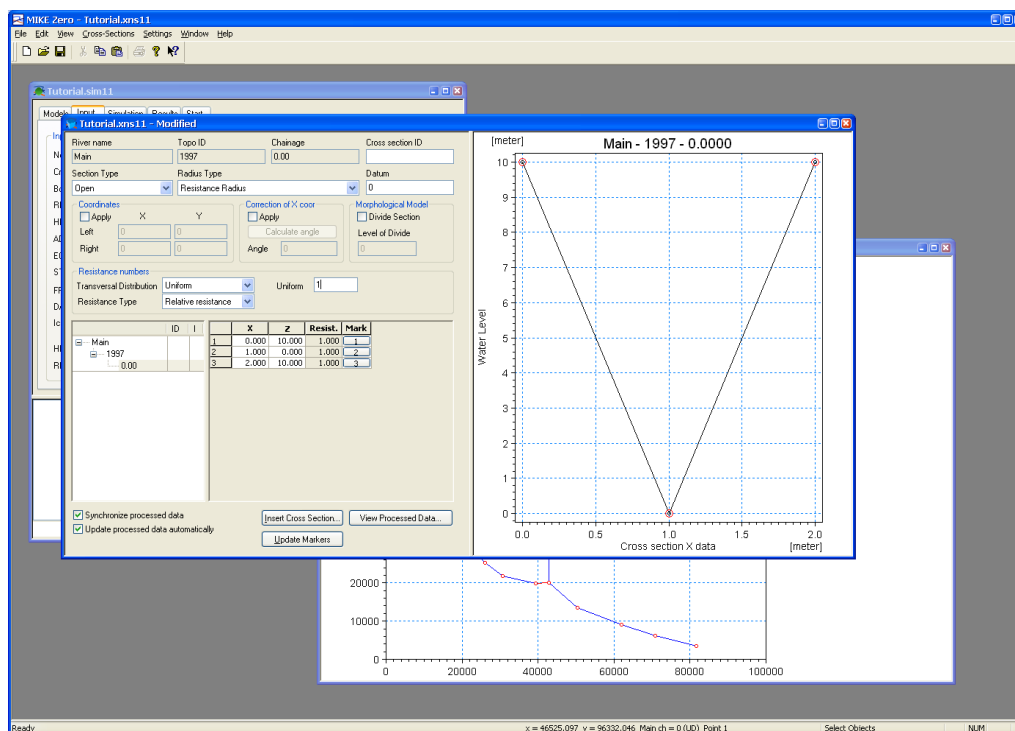 MIKE Zero - Tutorial.xns11
File Edit View Cross-Sections Settings Window Help
Tutorial.sim11
Models Input Simulation Results Start
Tutorial.xns11 - Modified
River name Topo ID Chainage Cross section ID
Main 1997 0.00
Section Type Radius Type Datum
Open Resistance Radius 0
Coordinates Correction of X coor Morphological Model
Apply X Y Apply Divide Section
Left 0 0 Calculate angle Level of Divide
Right 0 0 Angle 0 0
Resistance numbers
Transversal Distribution Uniform Uniform 1
Resistance Type Relative resistance
ID I X Z Resist. Mark
Main 1 0.000 10.000 1.000 1
1997 2 1.000 0.000 1.000 2
0.00 3 2.000 10.000 1.000 3
Synchronize processed data Insert Cross Section... View Processed Data...
Update processed data automatically
Update Markers
[meter] Main - 1997 - 0.0000
10
9
8
7
6
5
4
3
2
1
0
Water Level
0.0 0.5 1.0 1.5 2.0
Cross section X data [meter]
20000
10000
0
0 20000 40000 60000 80000 100000
Ready x = 46525.097 y = 96332.046 Main ch = 0 (UD) Point 1 Select Objects NUM